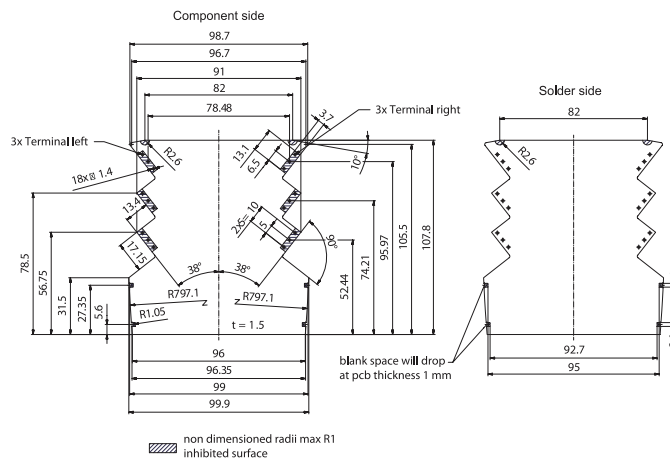 Component side
98.7
96.7
91
82
78.48
3x Terminal left
3x Terminal right
R2.6
3.7
13.1
6.5
10°
18x 1.4
13.4
2x5= 10
5
90°
17.15
38°
38°
78.5
56.75
31.5
27.35
5.6
R797.1
R797.1
z
z
R1.05
t = 1.5
52.44
74.21
95.97
105.5
107.8
96
96.35
99
99.9
Solder side
82
R2.6
blank space will drop
at pcb thickness 1 mm
92.7
95
non dimensioned radii max R1
inhibited surface